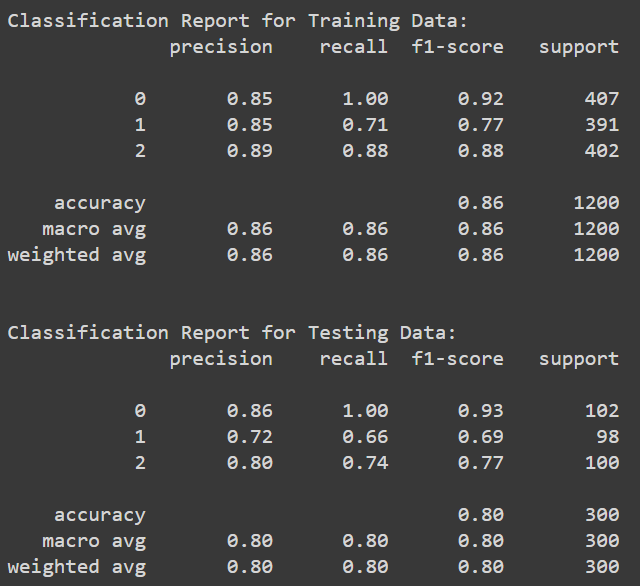 Classification Report for Training Data:
precision recall f1-score support
0 0.85 1.00 0.92 407
1 0.85 0.71 0.77 391
2 0.89 0.88 0.88 402
accuracy 0.86 1200
macro avg 0.86 0.86 0.86 1200
weighted avg 0.86 0.86 0.86 1200
Classification Report for Testing Data:
precision recall f1-score support
0 0.86 1.00 0.93 102
1 0.72 0.66 0.69 98
2 0.80 0.74 0.77 100
accuracy 0.80 300
macro avg 0.80 0.80 0.80 300
weighted avg 0.80 0.80 0.80 300